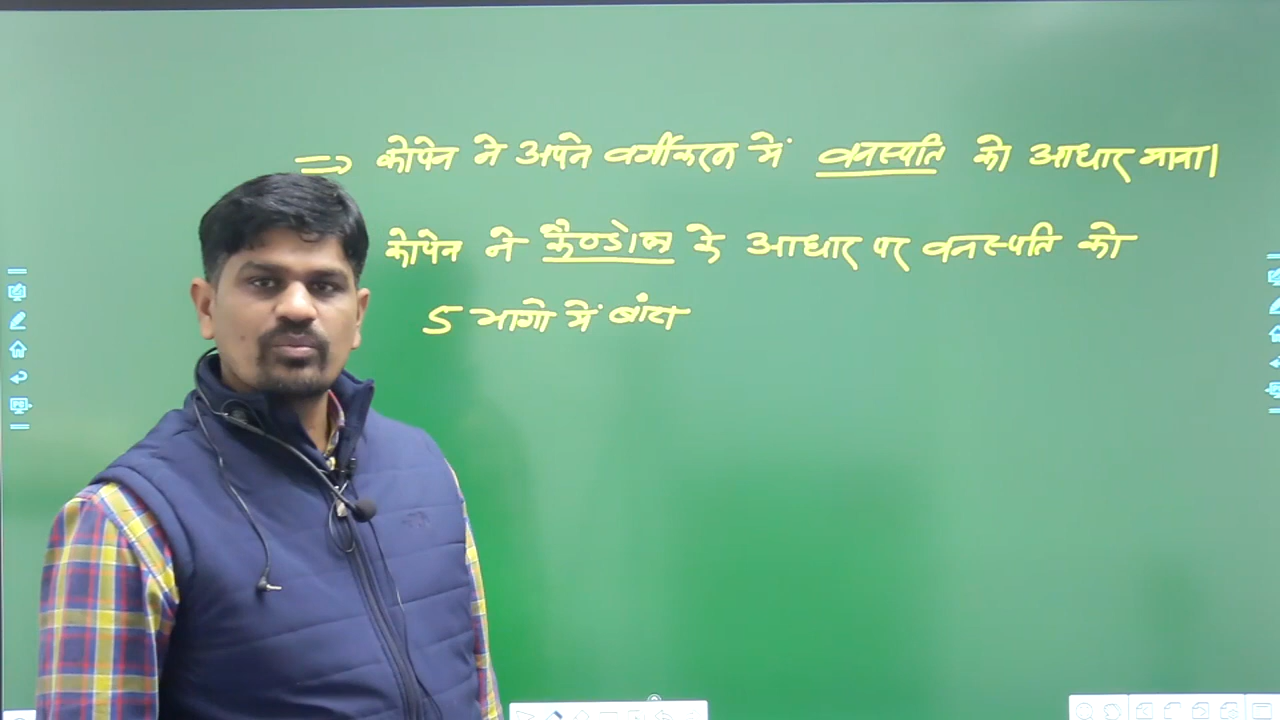 ⇒ कोपेन ने अपने वर्गीकरण में वनस्पति को आधार माना।
कोपेन ने कैण्डोल के आधार पर वनस्पति को
5 भागो में बांटा